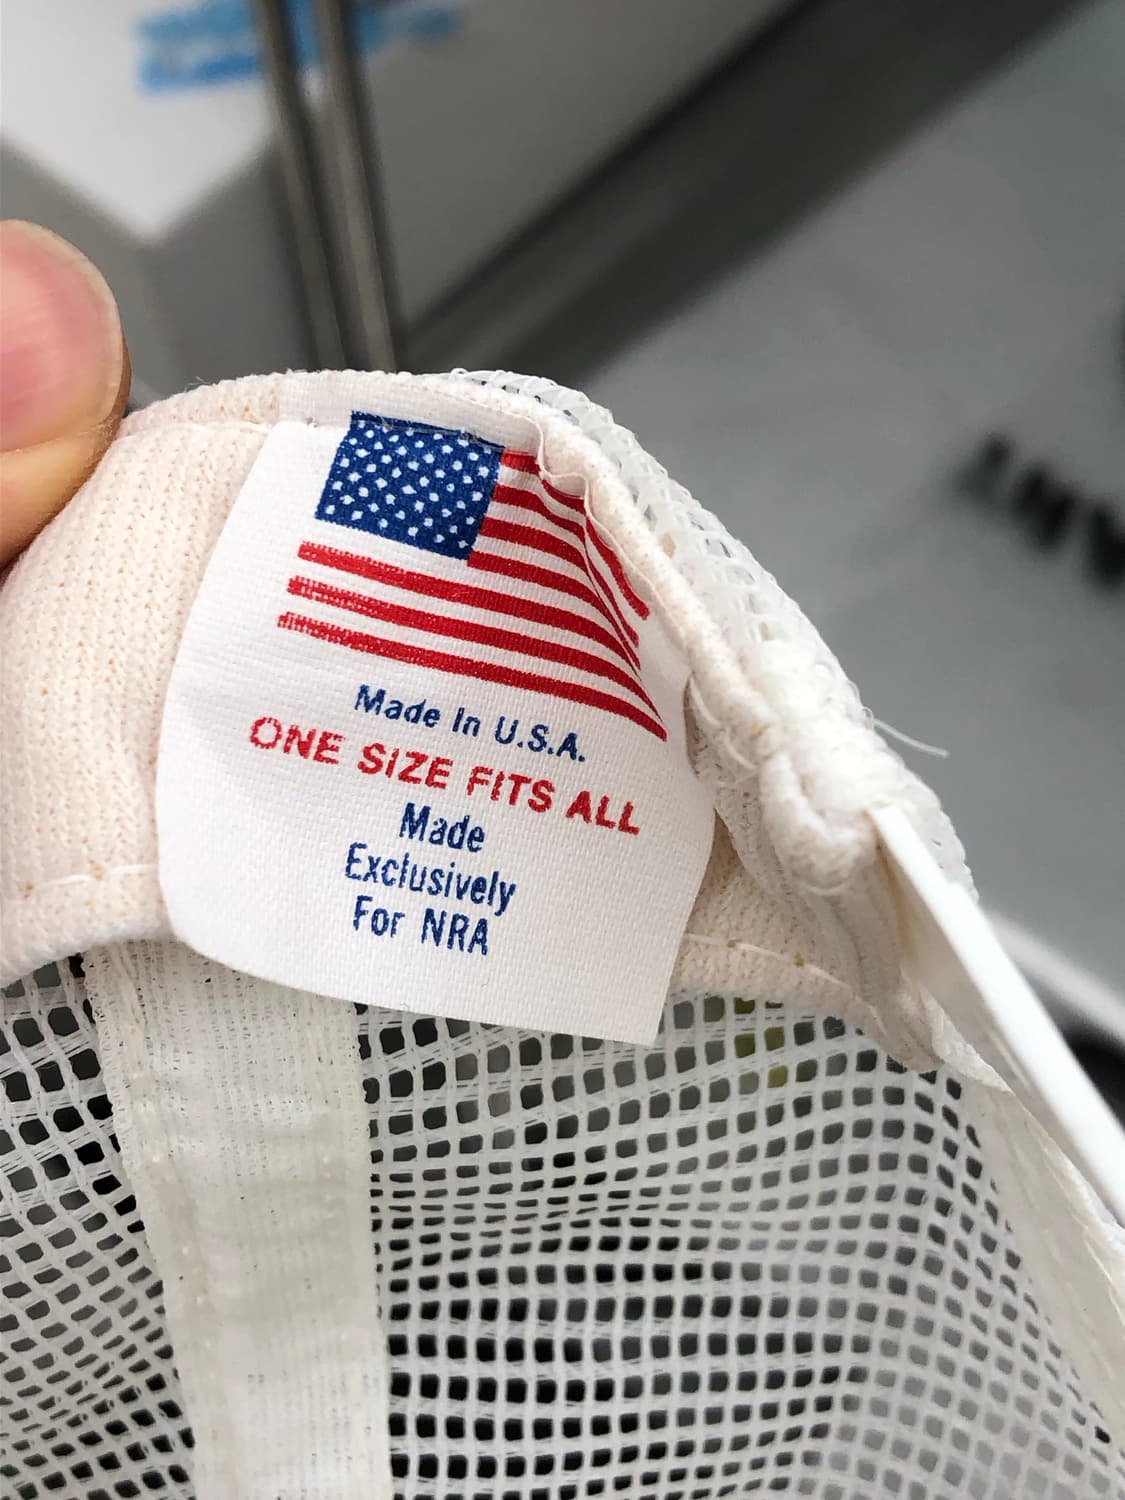 Made In U.S.A.
ONE SIZE FITS ALL
Made
Exclusively
For NRA